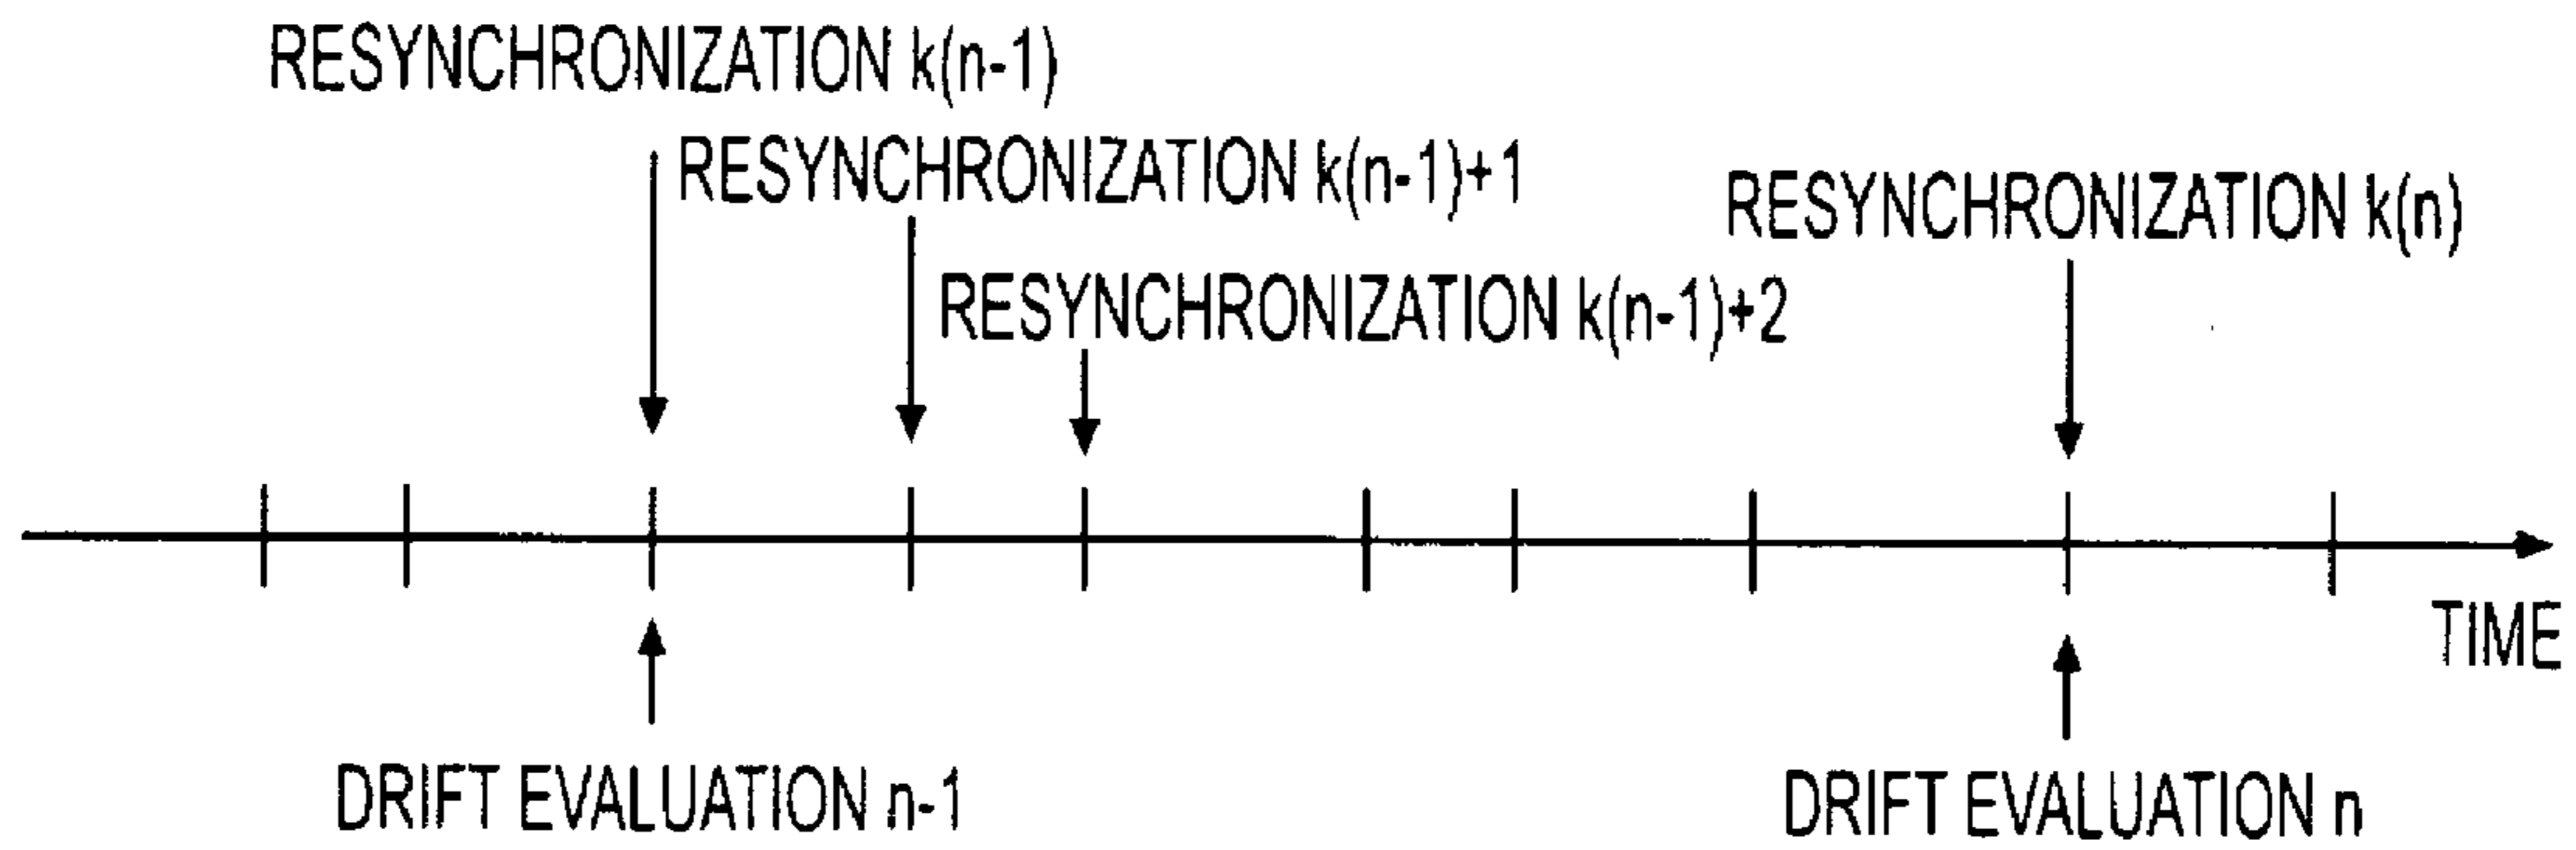 RESYNCHRONIZATION k(n-1)
RESYNCHRONIZATION k(n-1)+1
RESYNCHRONIZATION k(n)
RESYNCHRONIZATION k(n-1)+2
TIME
DRIFT EVALUATION n-1
DRIFT EVALUATION n